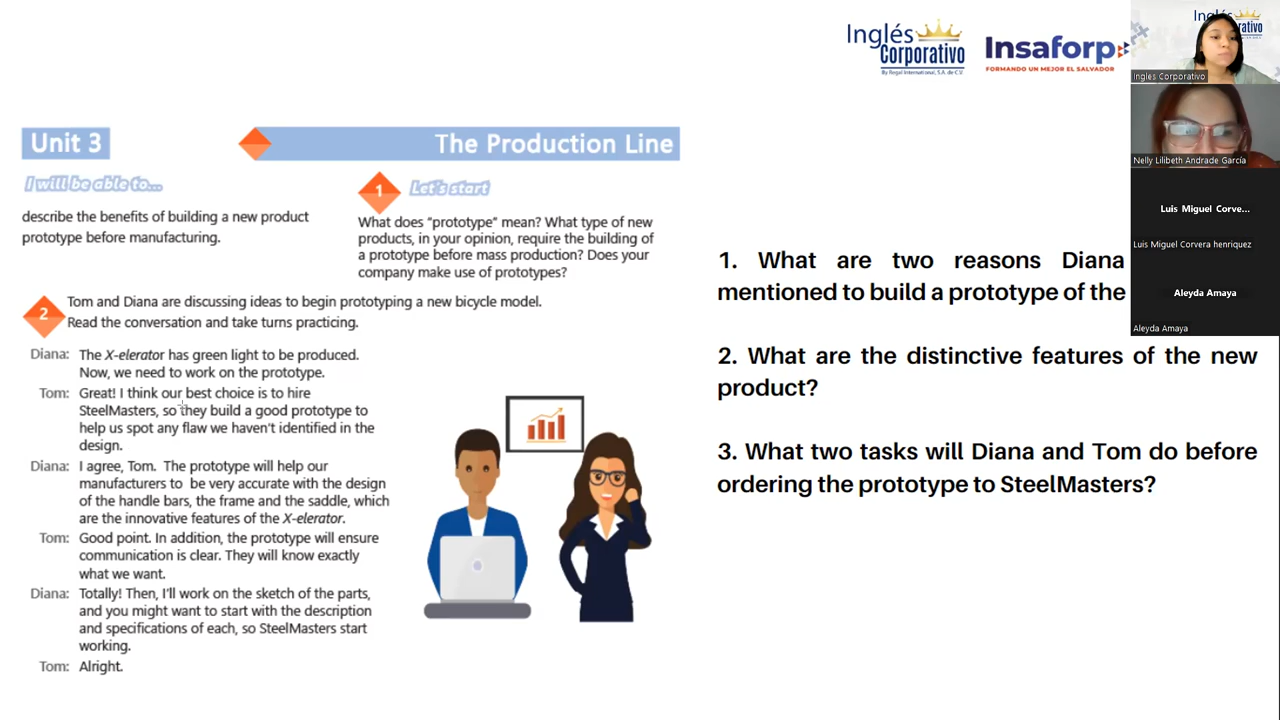 Inglés
Corporativo
By Regal International, S.A. de C.V.
Insaforp
FORMANDO UN MEJOR EL SALVADOR
Unit 3
The Production Line
I will be able to...
describe the benefits of building a new product
prototype before manufacturing.
1
Let's start
What does “prototype” mean? What type of new
products, in your opinion, require the building of
a prototype before mass production? Does your
company make use of prototypes?
2
Tom and Diana are discussing ideas to begin prototyping a new bicycle model.
Read the conversation and take turns practicing.
Diana: The X-elerator has green light to be produced.
Now, we need to work on the prototype.
Tom: Great! I think our best choice is to hire
SteelMasters, so they build a good prototype to
help us spot any flaw we haven't identified in the
design.
Diana: I agree, Tom. The prototype will help our
manufacturers to be very accurate with the design
of the handle bars, the frame and the saddle, which
are the innovative features of the X-elerator.
Tom: Good point. In addition, the prototype will ensure
communication is clear. They will know exactly
what we want.
Diana: Totally! Then, I'll work on the sketch of the parts,
and you might want to start with the description
and specifications of each, so SteelMasters start
working.
Tom: Alright.
1. What are two reasons Diana
mentioned to build a prototype of the
2. What are the distinctive features of the new
product?
3. What two tasks will Diana and Tom do before
ordering the prototype to SteelMasters?
Inglés Corporativo
Nelly Lilibeth Andrade García
Luis Miguel Corve...
Luis Miguel Corvera henriquez
Aleyda Amaya
Aleyda Amaya